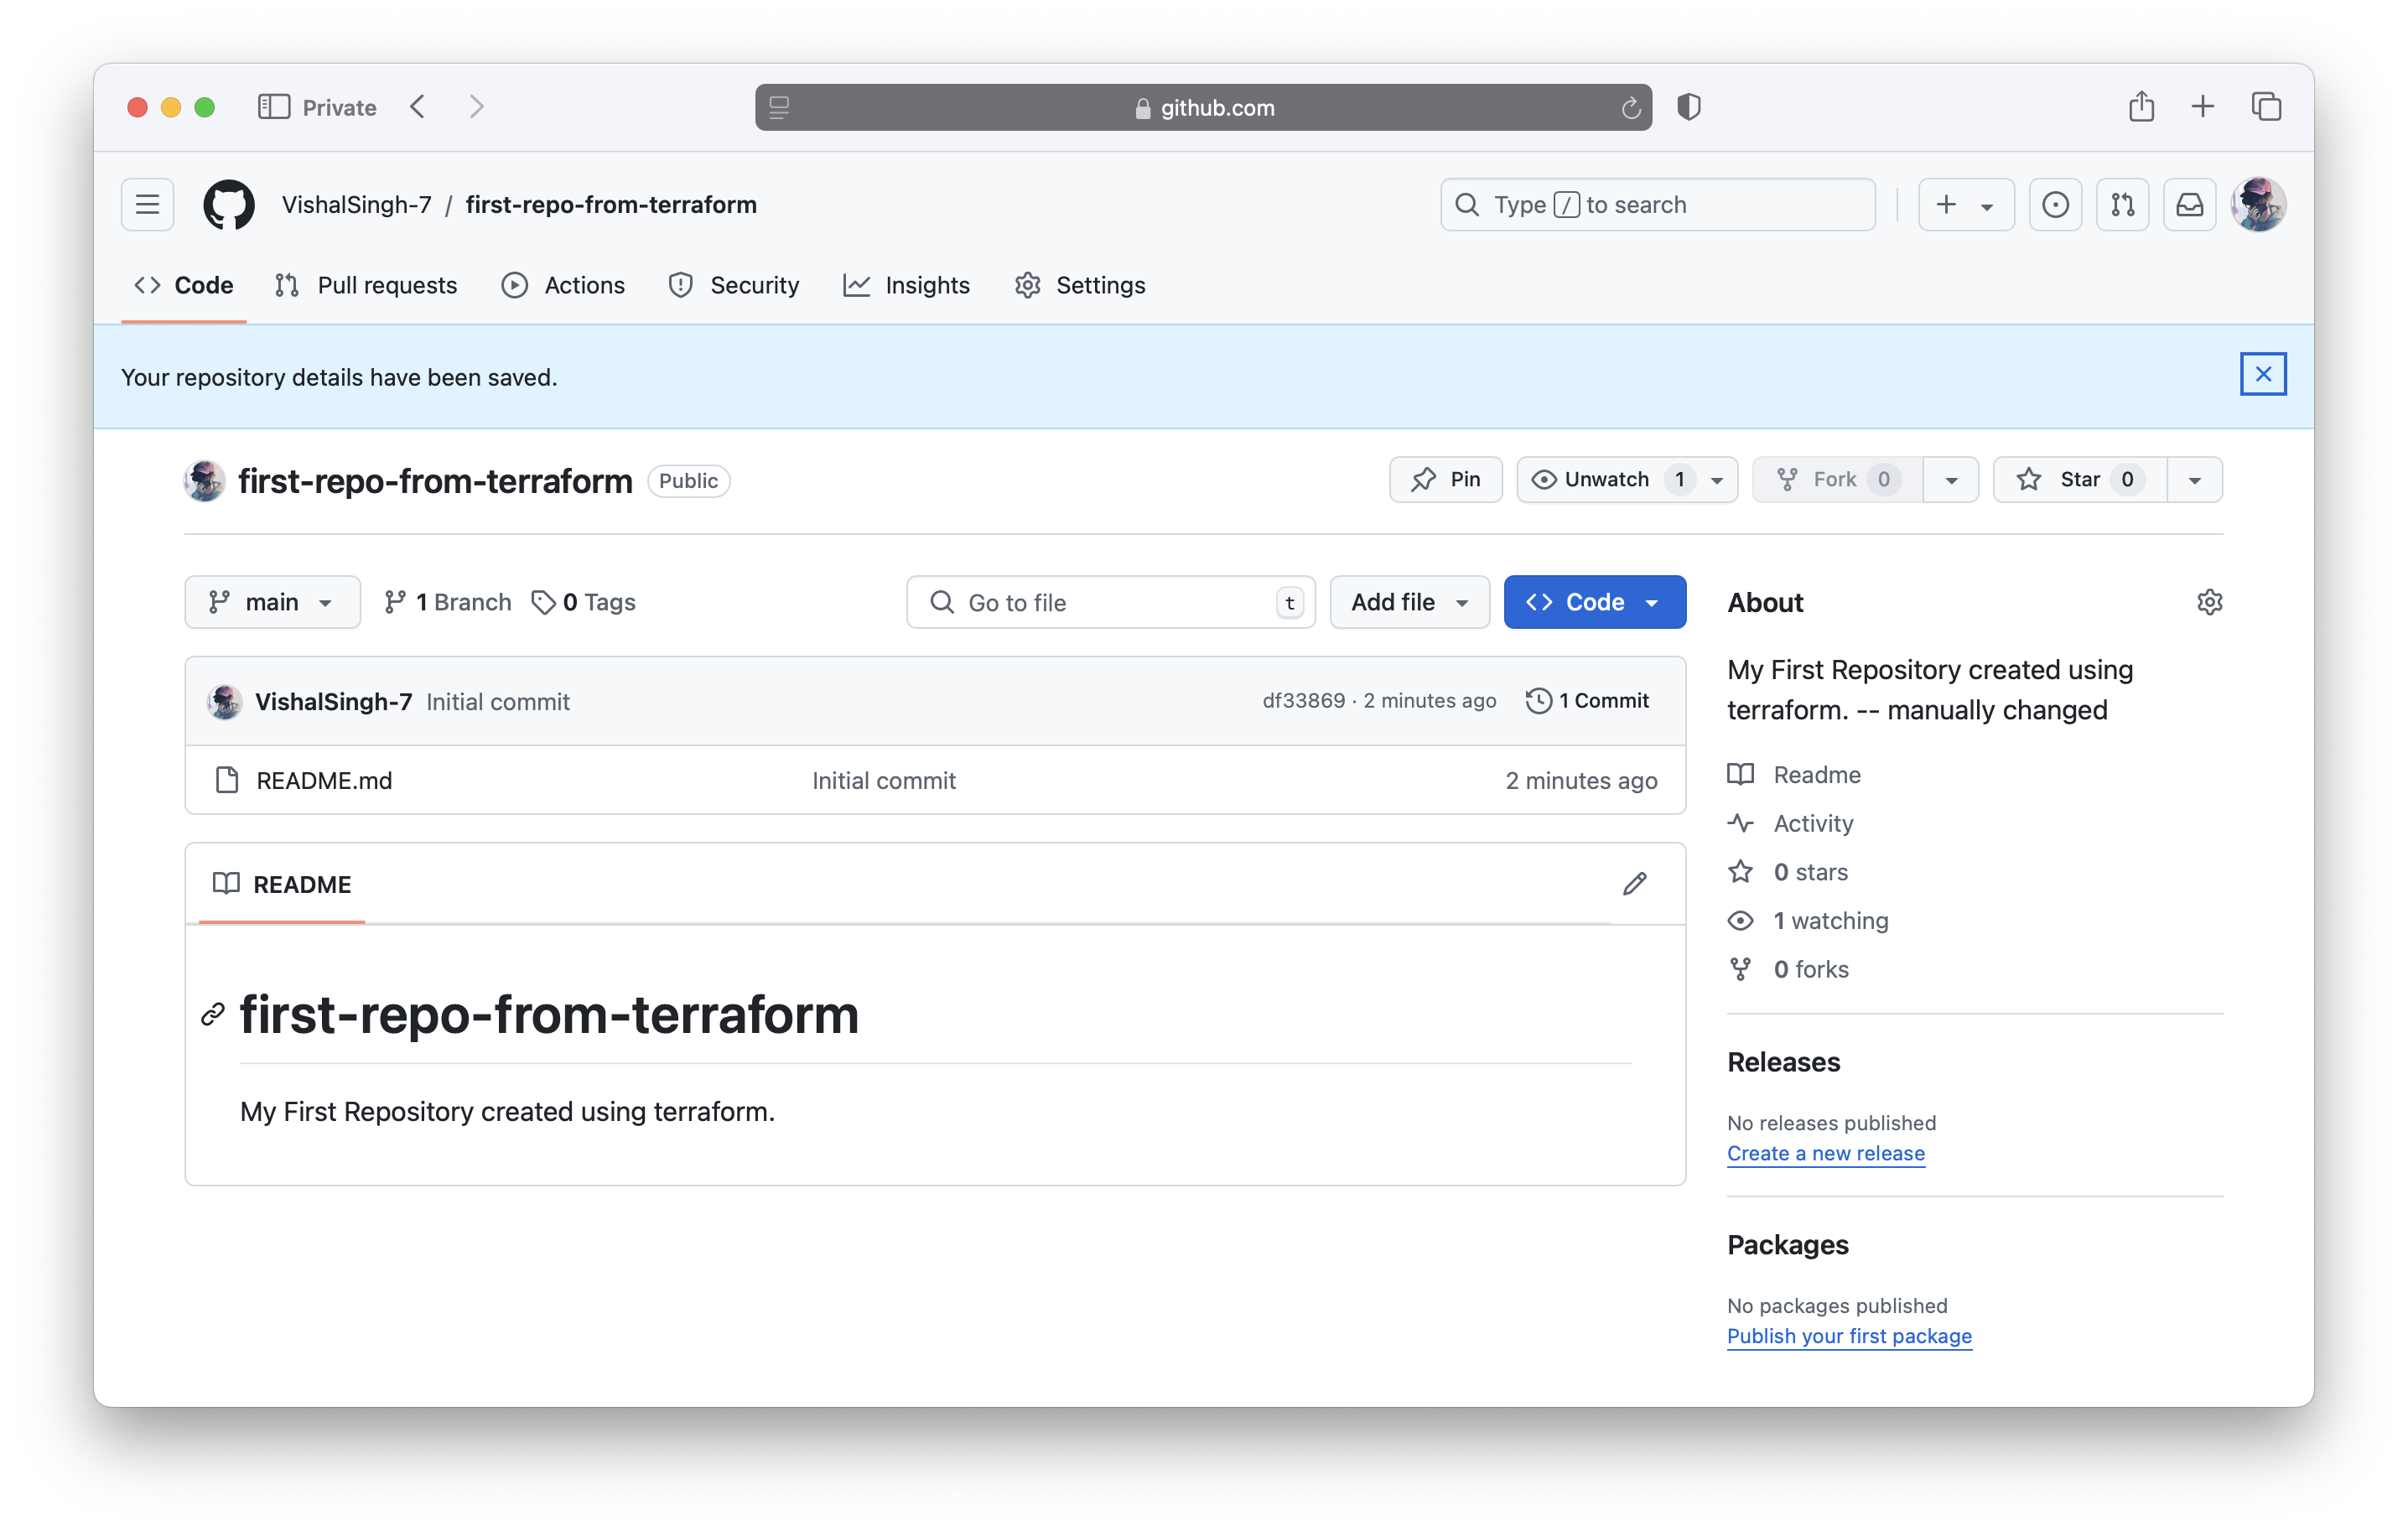 Private
github.com
VishalSingh-7 / first-repo-from-terraform
Type / to search
Code Pull requests Actions Security Insights Settings
Your repository details have been saved.
first-repo-from-terraform Public
Pin Unwatch 1 Fork 0 Star 0
main 1 Branch 0 Tags Go to file t Add file Code
VishalSingh-7 Initial commit df33869 · 2 minutes ago 1 Commit
README.md Initial commit 2 minutes ago
README
first-repo-from-terraform
My First Repository created using terraform.
About
My First Repository created using
terraform. -- manually changed
Readme
Activity
0 stars
1 watching
0 forks
Releases
No releases published
Create a new release
Packages
No packages published
Publish your first package